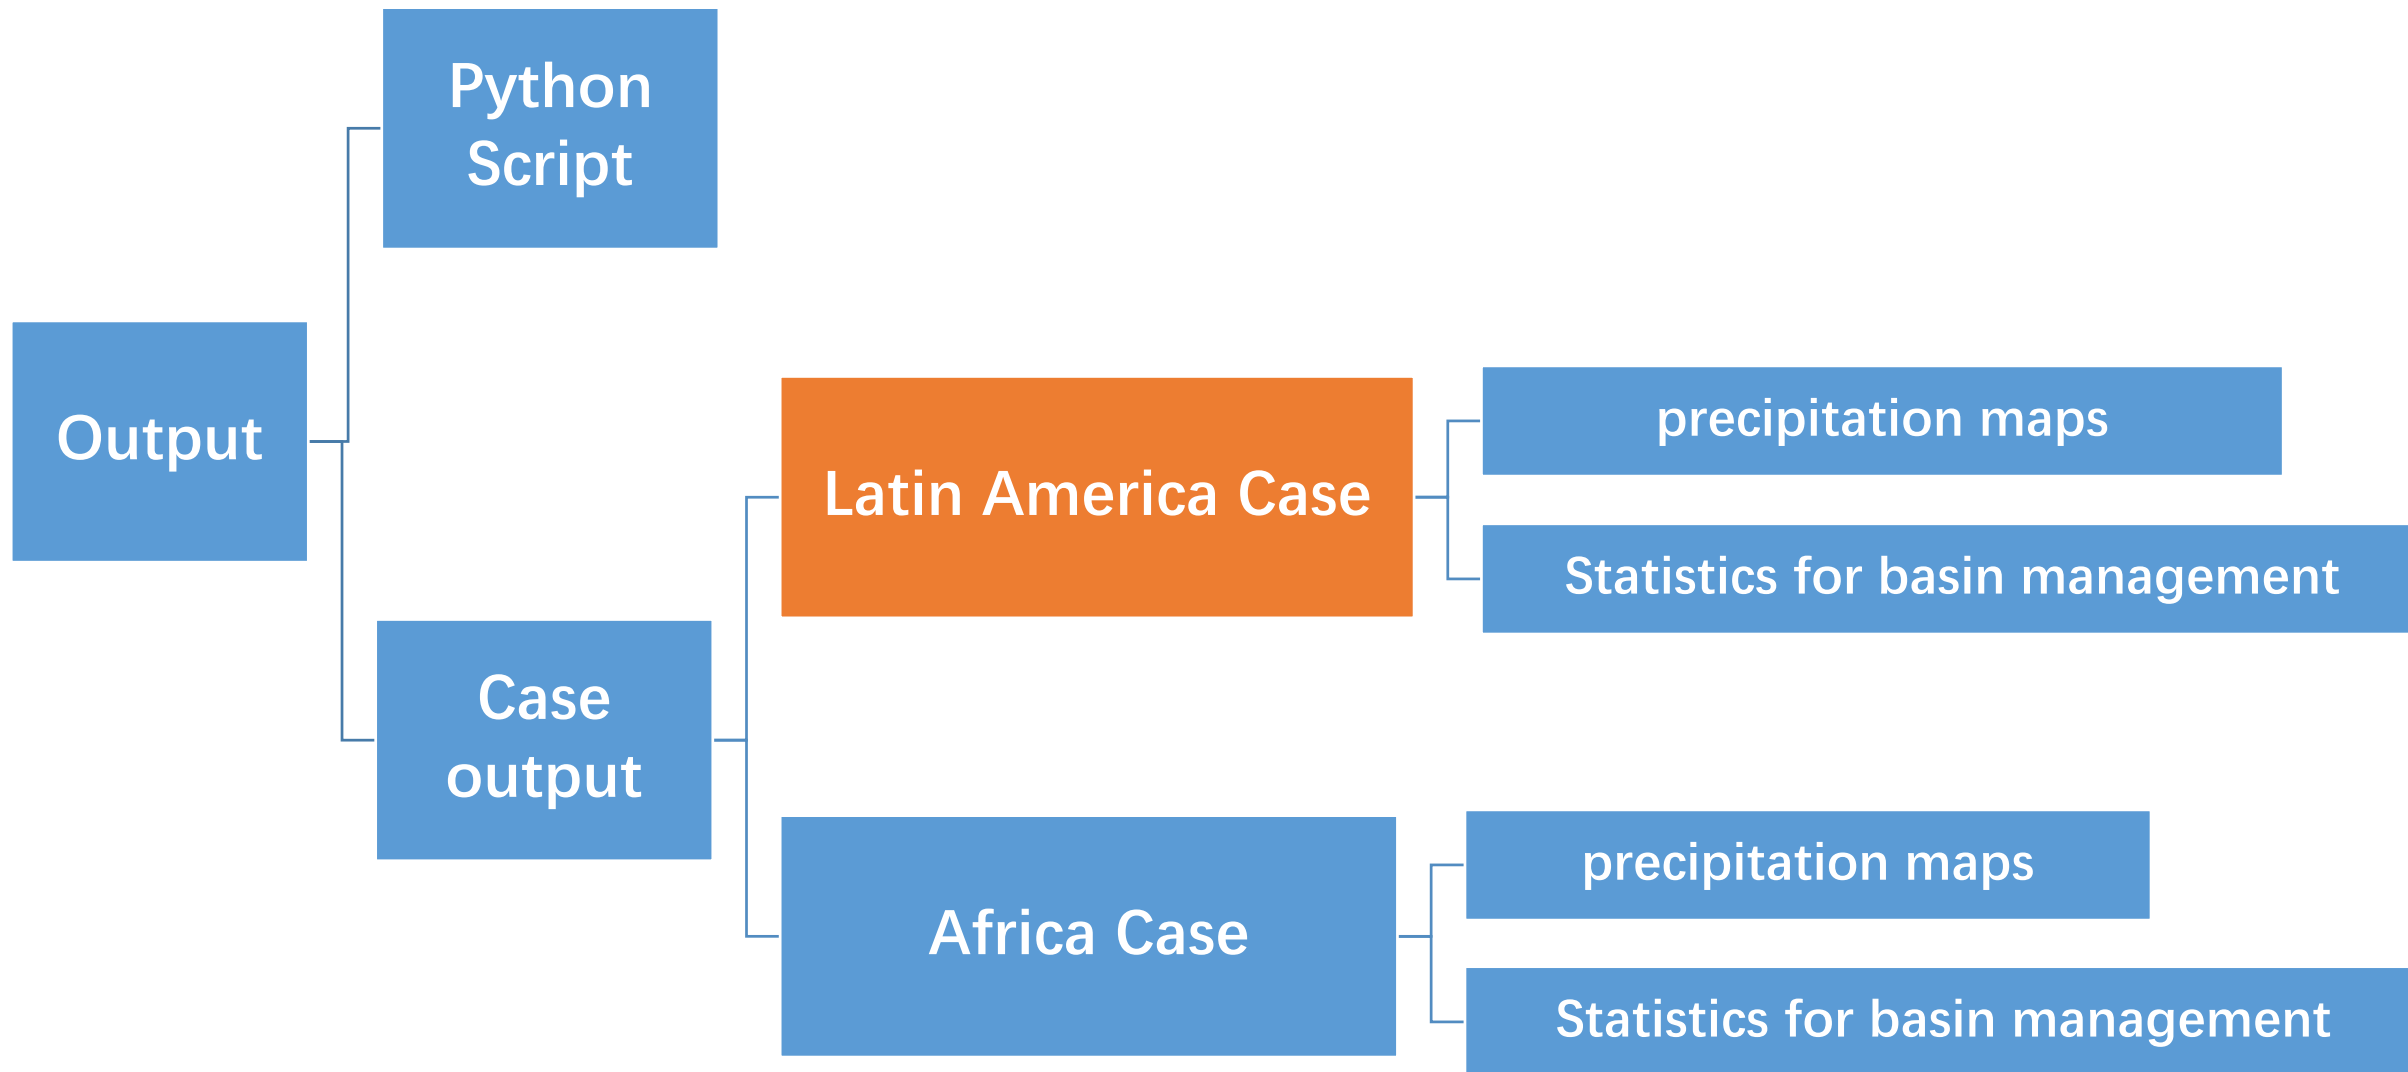 Python
Script
Output
Latin America Case
precipitation maps
Statistics for basin management
Case
output
Africa Case
precipitation maps
Statistics for basin management